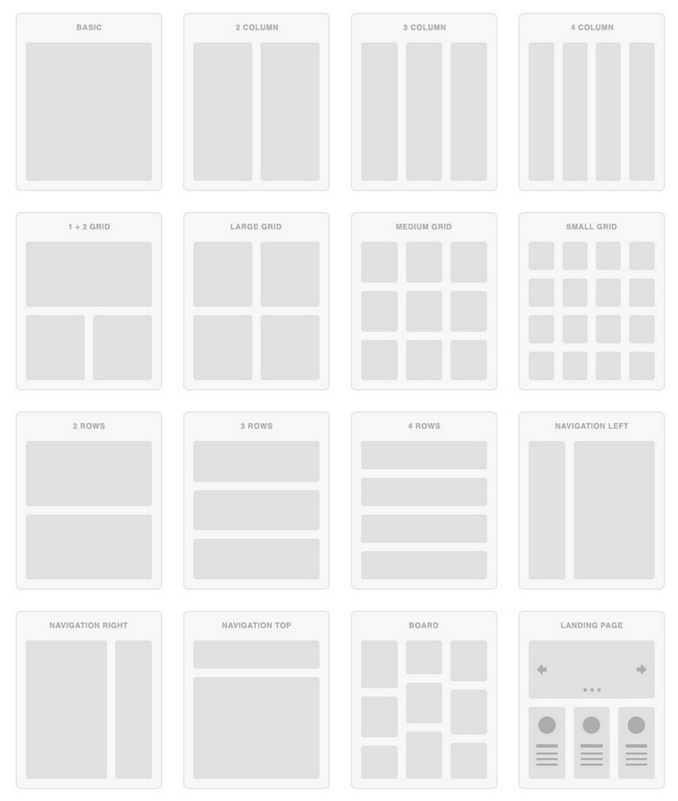 BASIC
2 COLUMN
3 COLUMN
4 COLUMN
1 + 2 GRID
LARGE GRID
MEDIUM GRID
SMALL GRID
2 ROWS
3 ROWS
4 ROWS
NAVIGATION LEFT
NAVIGATION RIGHT
NAVIGATION TOP
BOARD
LANDING PAGE